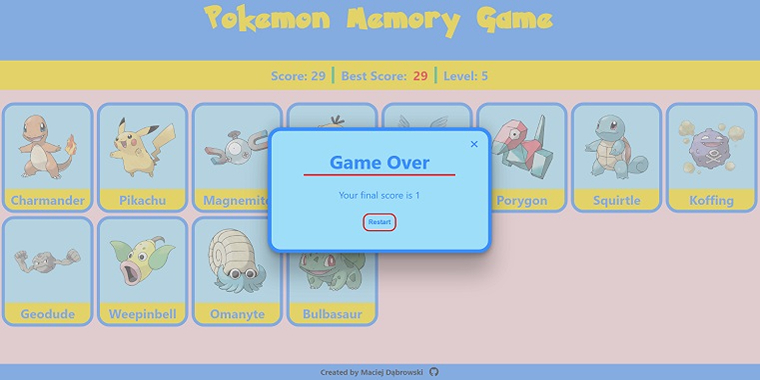 Pokemon Memory Game
Score: 29 | Best Score: 29 | Level: 5
Charmander
Pikachu
Magnemite
Porygon
Squirtle
Koffing
×
Game Over
Your final score is 1
Restart
Geodude
Weepinbell
Omanyte
Bulbasaur
Created by Maciej Dąbrowski